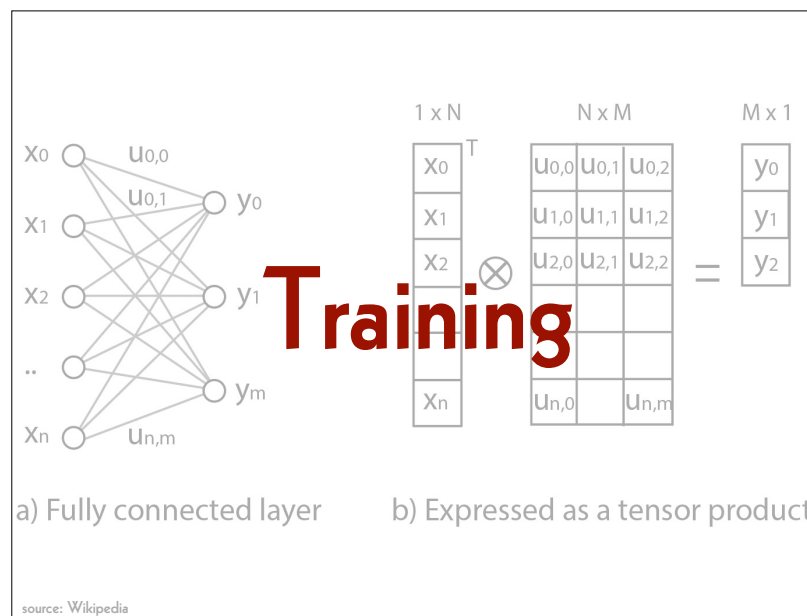 1 x N N x M M x 1
x0 u0,0 y0
u0,1
x1 y1
x2 ym
..
xn un,m
x0 T u0,0 u0,1 u0,2 y0
x1 u1,0 u1,1 u1,2 y1
x2 ⊗ u2,0 u2,1 u2,2 = y2
xn un,0 un,m
Training
a) Fully connected layer
b) Expressed as a tensor product
source: Wikipedia